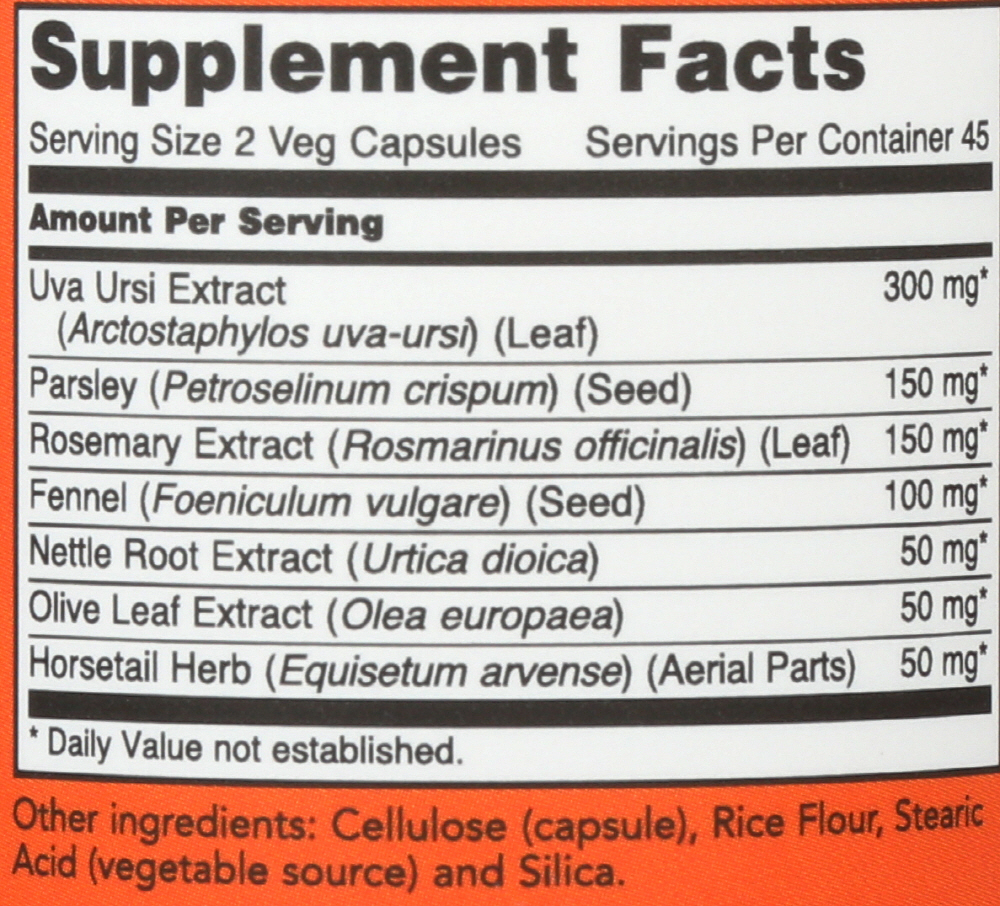 Supplement Facts
Serving Size 2 Veg Capsules Servings Per Container 45
Amount Per Serving
Uva Ursi Extract 300 mg*
(Arctostaphylos uva-ursi) (Leaf)
Parsley (Petroselinum crispum) (Seed) 150 mg*
Rosemary Extract (Rosmarinus officinalis) (Leaf) 150 mg*
Fennel (Foeniculum vulgare) (Seed) 100 mg*
Nettle Root Extract (Urtica dioica) 50 mg*
Olive Leaf Extract (Olea europaea) 50 mg*
Horsetail Herb (Equisetum arvense) (Aerial Parts) 50 mg*
* Daily Value not established.
Other ingredients: Cellulose (capsule), Rice Flour, Stearic
Acid (vegetable source) and Silica.